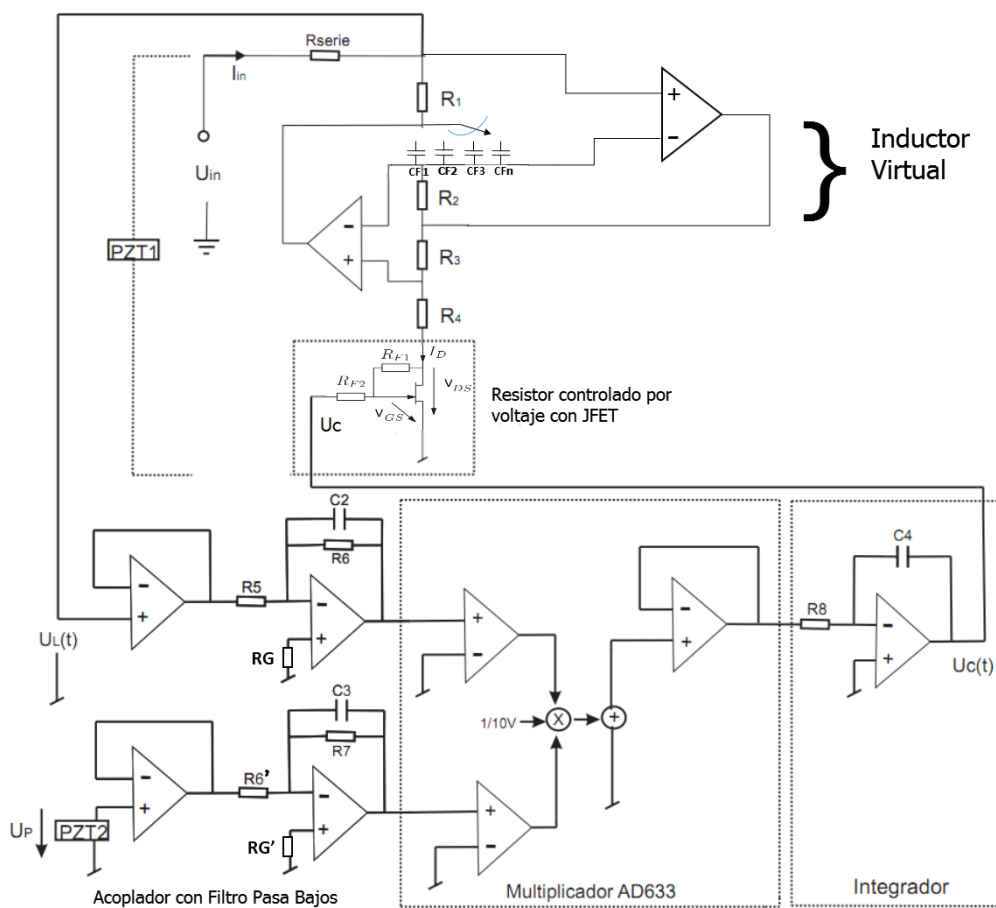 Rserie
Iin
R1
+
−
Inductor
Virtual
Uin
CF1 CF2 CF3 CFn
R2
PZT1
−
+
R3
R4
RF1
ID
RF2
VDS
VGS
Uc
Resistor controlado por
voltaje con JFET
C2
R6
C4
−
+
R5
−
+
+
−
−
+
R8
−
+
UL(t)
RG
Uc(t)
C3
1/10V
X
+
R7
−
+
R6’
−
+
+
−
UP
PZT2
RG’
Acoplador con Filtro Pasa Bajos
Multiplicador AD633
Integrador